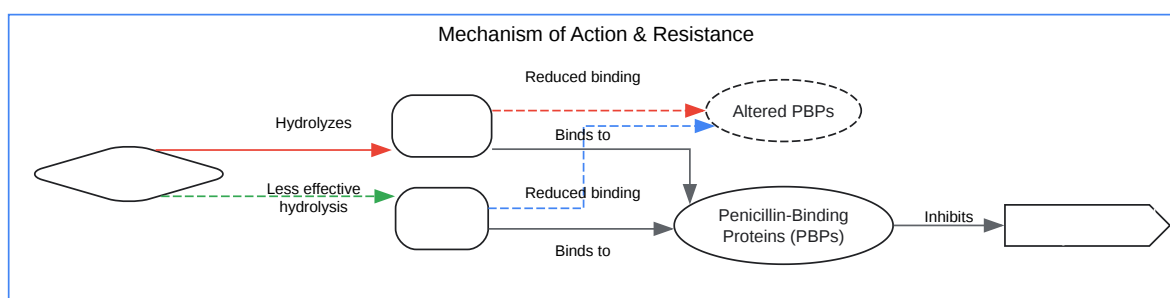 Mechanism of Action & Resistance
Reduced binding
Altered PBPs
Hydrolyzes
Binds to
Less effective
hydrolysis
Reduced binding
Penicillin-Binding
Proteins (PBPs)
Inhibits
Binds to